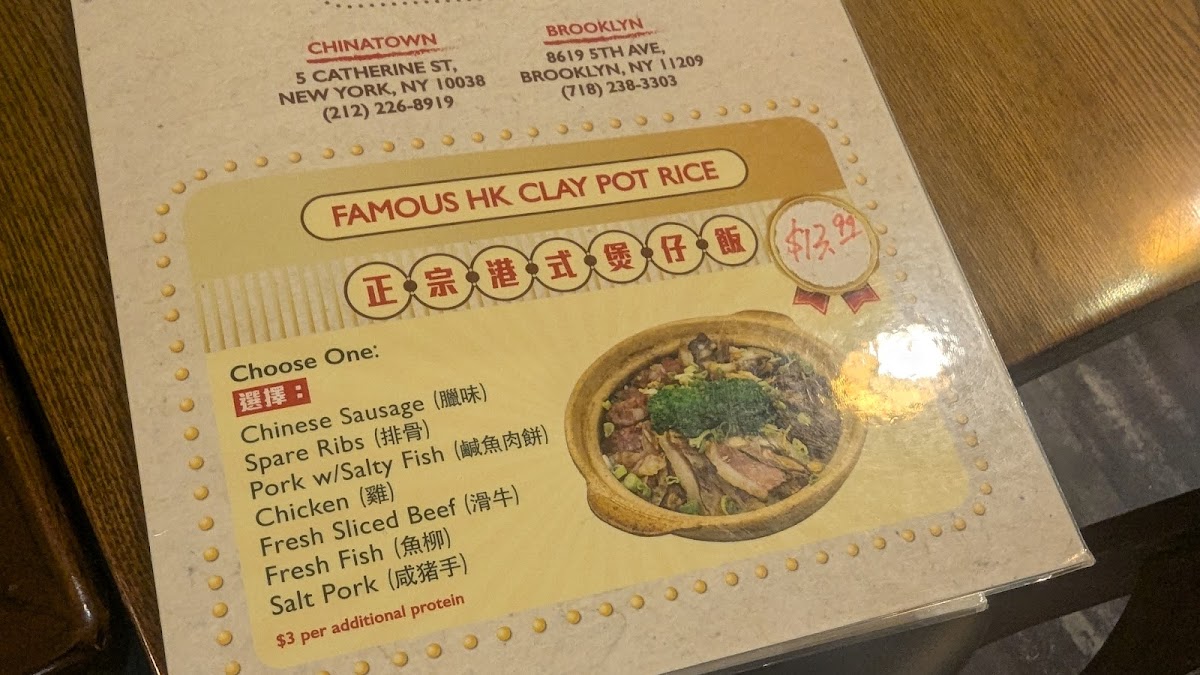 CHINATOWN
5 CATHERINE ST,
NEW YORK, NY 10038
(212) 226-8919
BROOKLYN
8619 5TH AVE,
BROOKLYN, NY 11209
(718) 238-3303
FAMOUS HK CLAY POT RICE
正宗港式煲仔飯
$13.99
Choose One:
選擇：
Chinese Sausage (臘味)
Spare Ribs (排骨)
Pork w/Salty Fish (鹹魚肉餅)
Chicken (雞)
Fresh Sliced Beef (滑牛)
Fresh Fish (魚柳)
Salt Pork (咸猪手)
$3 per additional protein